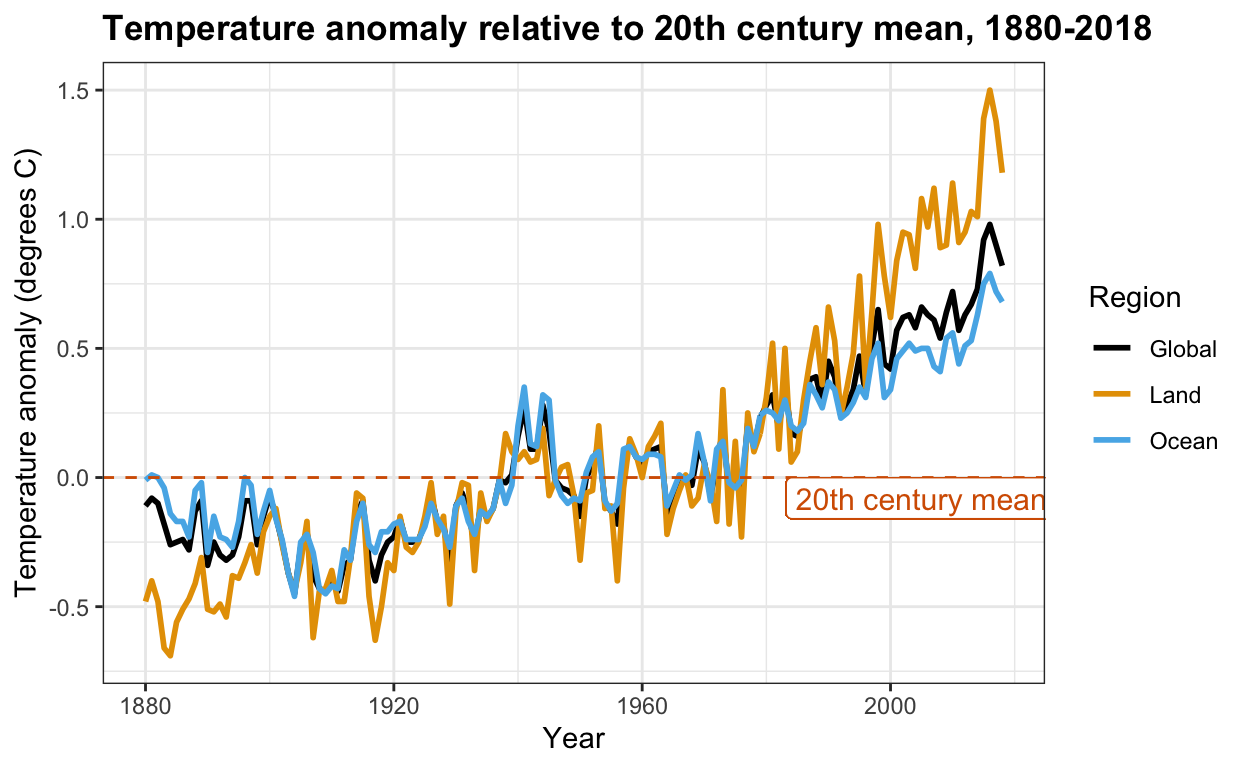 Temperature anomaly relative to 20th century mean, 1880-2018
Temperature anomaly (degrees C)
1.5
1.0
0.5
0.0
-0.5
20th century mean
1880
1920
1960
2000
Year
Region
Global
Land
Ocean